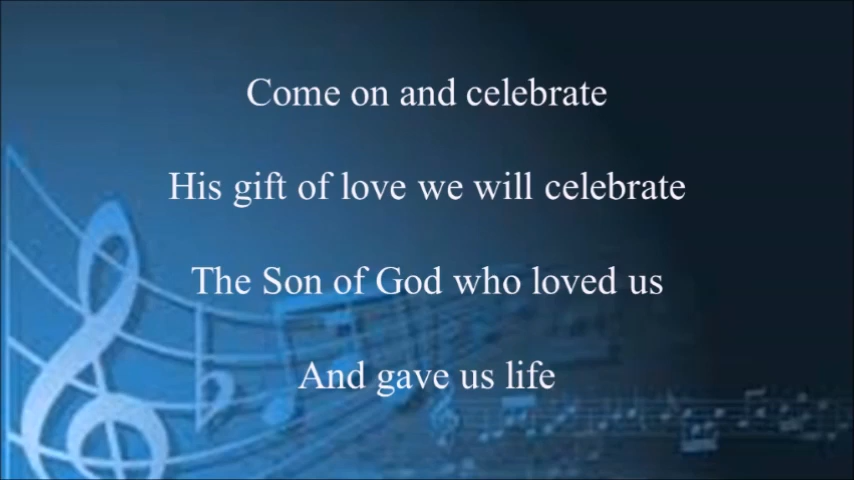 Come on and celebrate
His gift of love we will celebrate
The Son of God who loved us
And gave us life